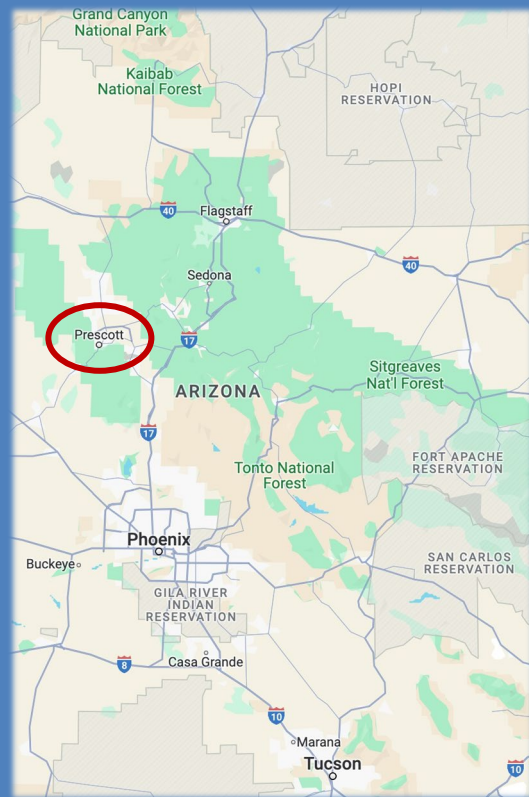 Grand Canyon
National Park
Kaibab
National Forest
HOPI
RESERVATION
40
Flagstaff
40
Sedona
Prescott
17
Sitgreaves
Nat'l Forest
ARIZONA
17
FORT APACHE
RESERVATION
Tonto National
Forest
Phoenix
SAN CARLOS
RESERVATION
Buckeye
GILA RIVER
INDIAN
RESERVATION
8
Casa Grande
10
Marana
Tucson
10